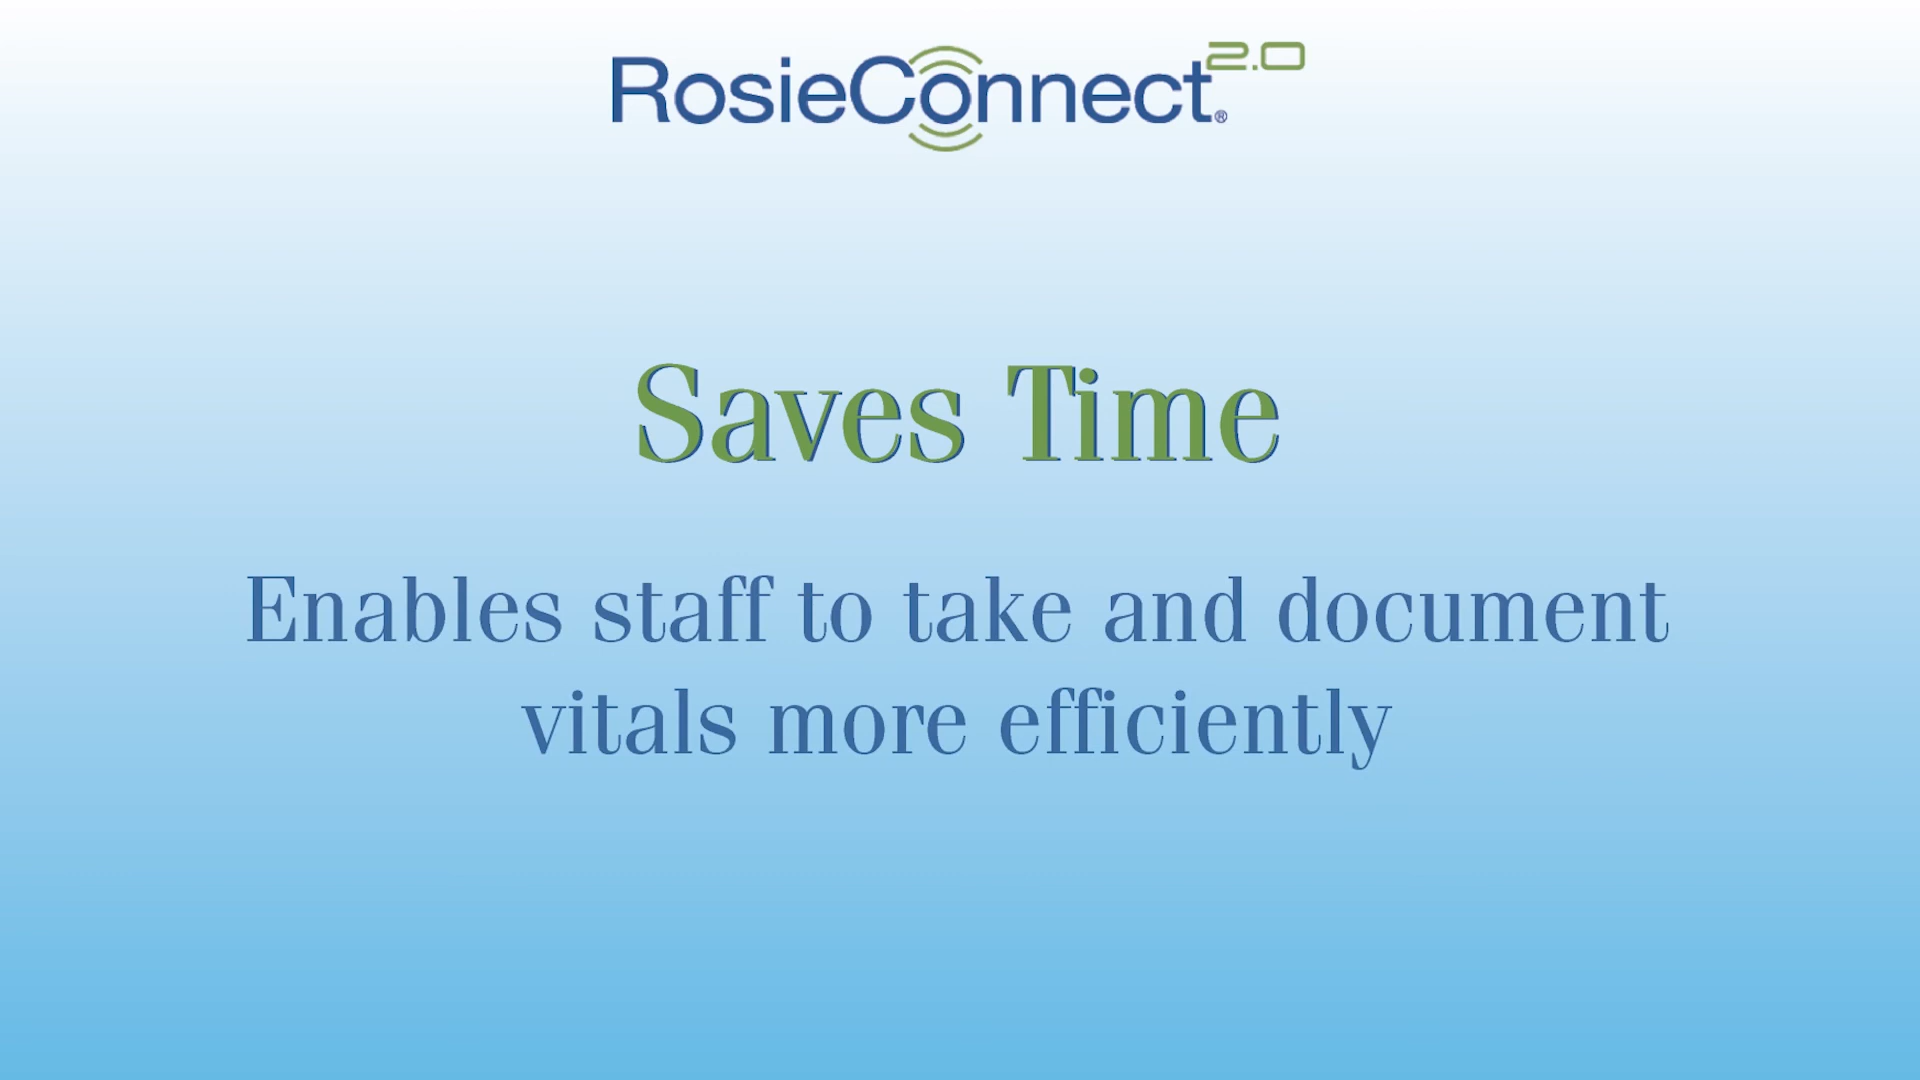 RosieConnect® 2.0
Saves Time
Enables staff to take and document
vitals more efficiently